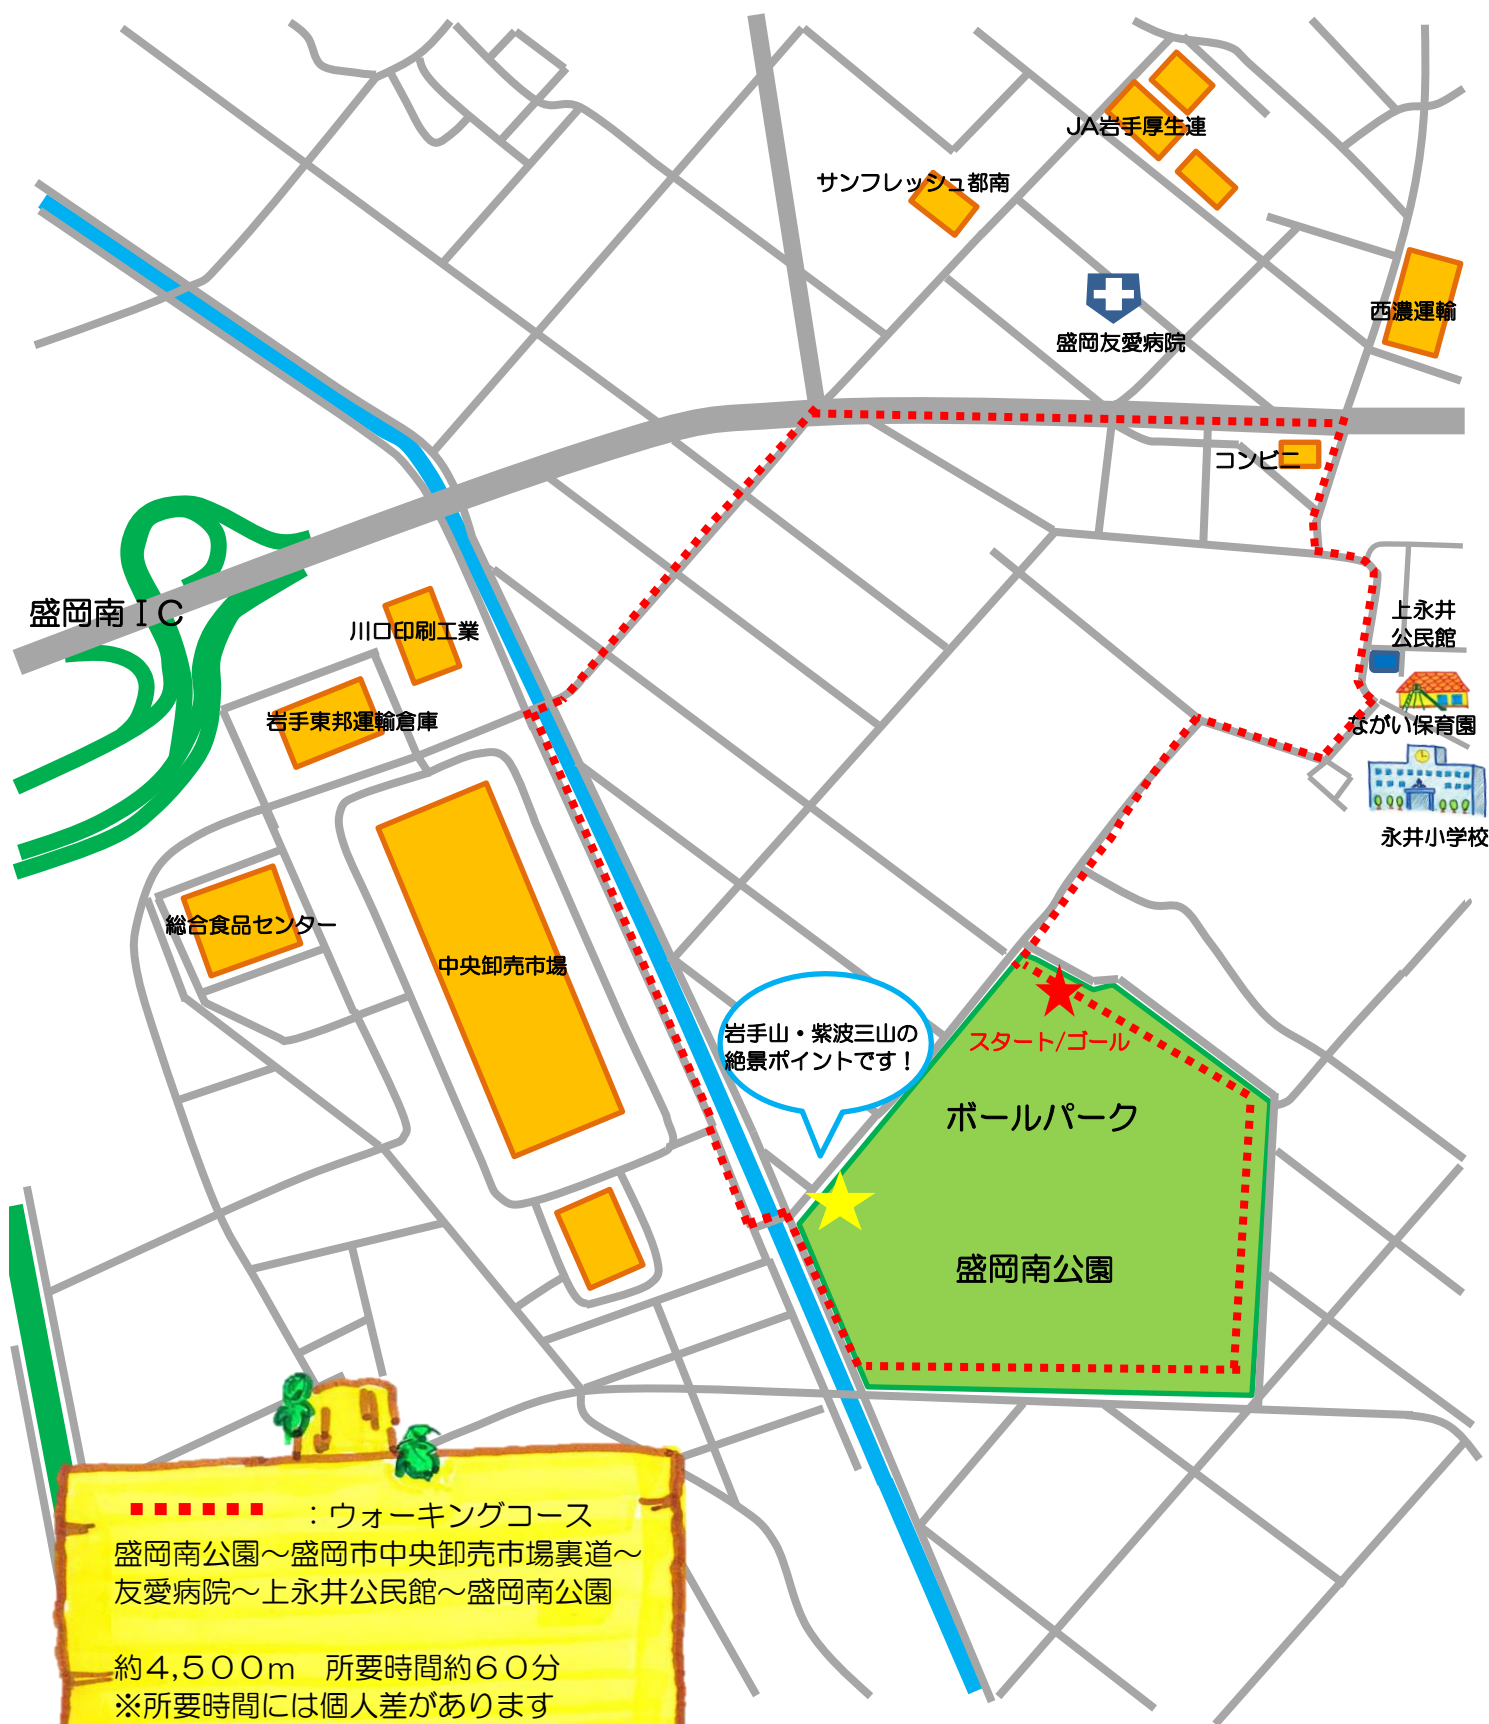 JA岩手厚生連
サンフレッシュ都南
西濃運輸
盛岡友愛病院
コンビニ
盛岡南ＩＣ
川口印刷工業
上永井
公民館
岩手東邦運輸倉庫
ながい保育園
永井小学校
総合食品センター
中央卸売市場
岩手山・紫波三山の
絶景ポイントです！
スタート/ゴール
ボールパーク
盛岡南公園
：ウォーキングコース
盛岡南公園～盛岡市中央卸売市場裏道～
友愛病院～上永井公民館～盛岡南公園
約４,５００ｍ　所要時間約６０分
※所要時間には個人差があります